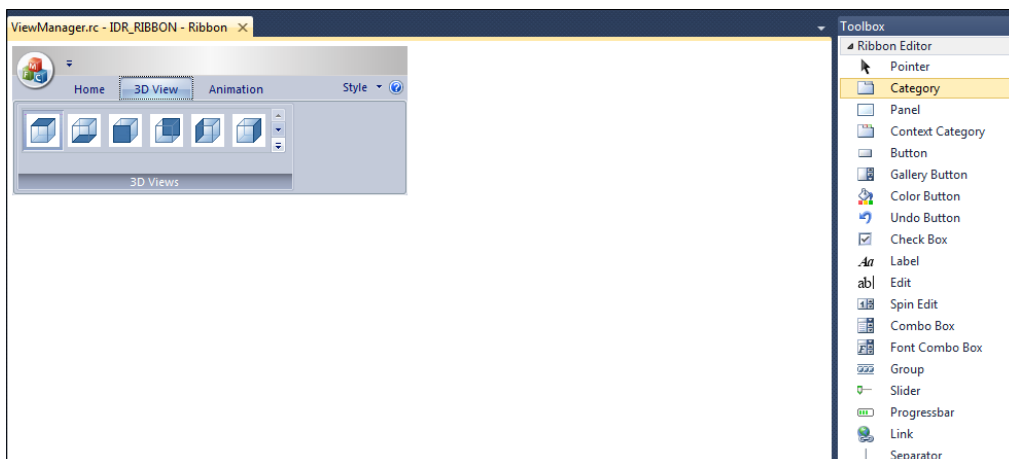 ViewManager.rc - IDR_RIBBON - Ribbon
Toolbox
Ribbon Editor
Pointer
Category
Panel
Context Category
Button
Gallery Button
Color Button
Undo Button
Check Box
Aa Label
ab Edit
Spin Edit
Combo Box
Font Combo Box
Group
Slider
Progressbar
Link
Separator
M
F C
Home 3D View Animation Style
3D Views